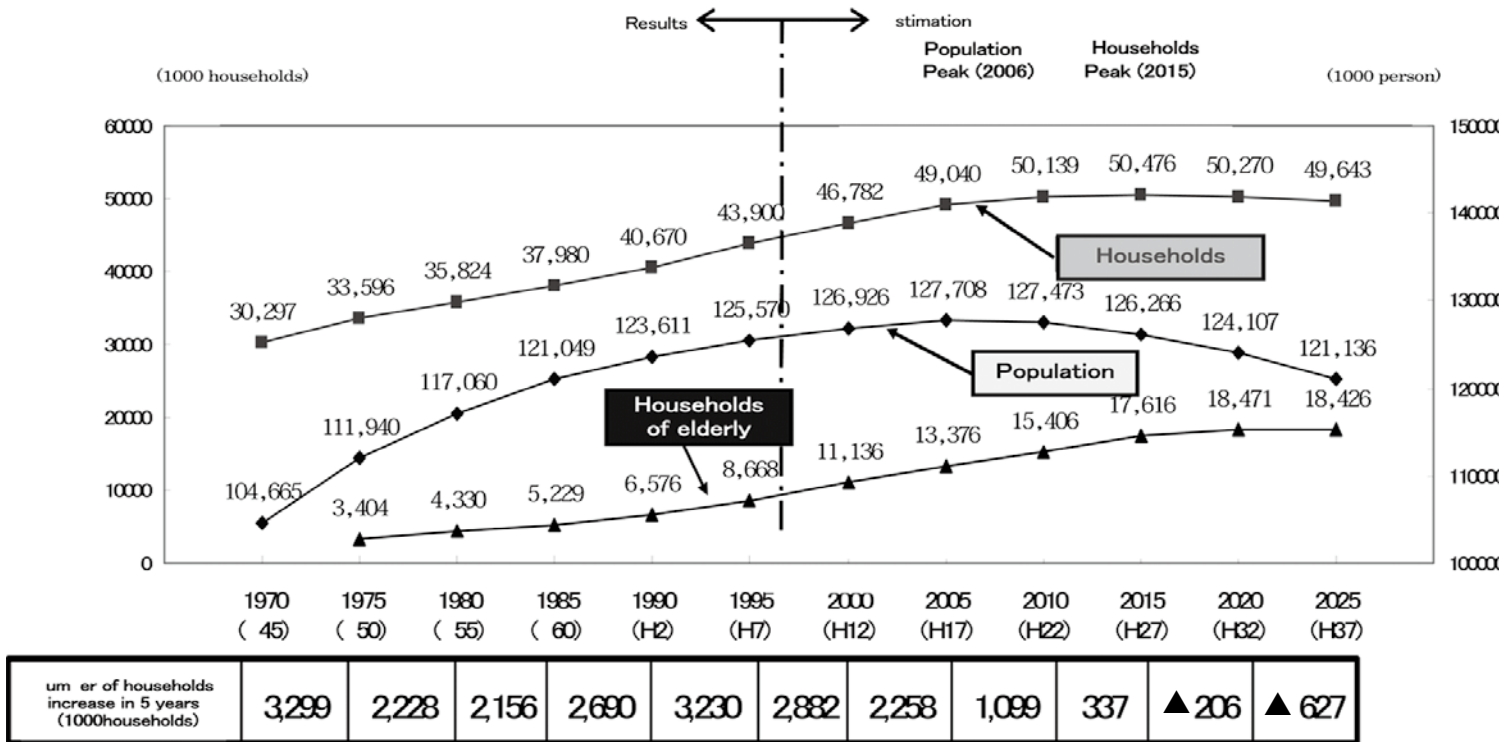 Results
stimation
Population
Peak (2006)
Households
Peak (2015)
(1000 households)
(1000 person)
60000
50000
40000
30000
20000
10000
0
150000
140000
130000
120000
110000
100000
30,297
33,596
35,824
37,980
40,670
43,900
46,782
49,040
50,139
50,476
50,270
49,643
Households
104,665
111,940
117,060
121,049
123,611
125,570
126,926
127,708
127,473
126,266
124,107
121,136
Population
Households
of elderly
3,404
4,330
5,229
6,576
8,668
11,136
13,376
15,406
17,616
18,471
18,426
1970 1975 1980 1985 1990 1995 2000 2005 2010 2015 2020 2025
( 45) ( 50) ( 55) ( 60) (H2) (H7) (H12) (H17) (H22) (H27) (H32) (H37)
um er of households
increase in 5 years
(1000households)
3,299 2,228 2,156 2,690 3,230 2,882 2,258 1,099 337 ▲ 206 ▲ 627